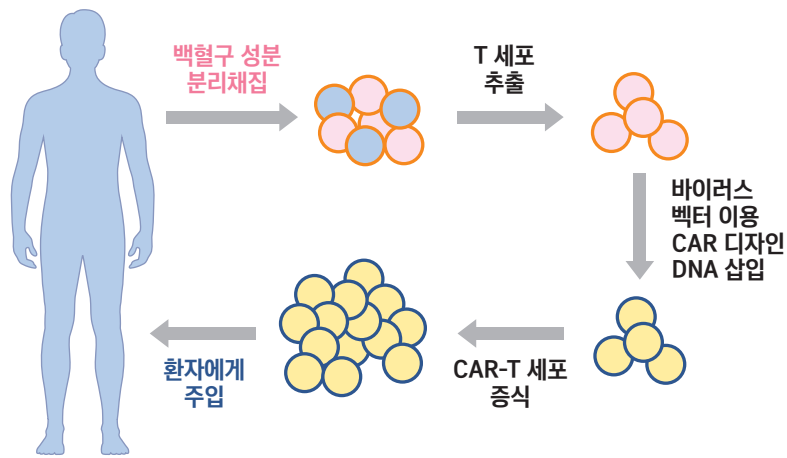 백혈구 성분
분리채집
T 세포
추출
바이러스
벡터 이용
CAR 디자인
DNA 삽입
CAR-T 세포
증식
환자에게
주입